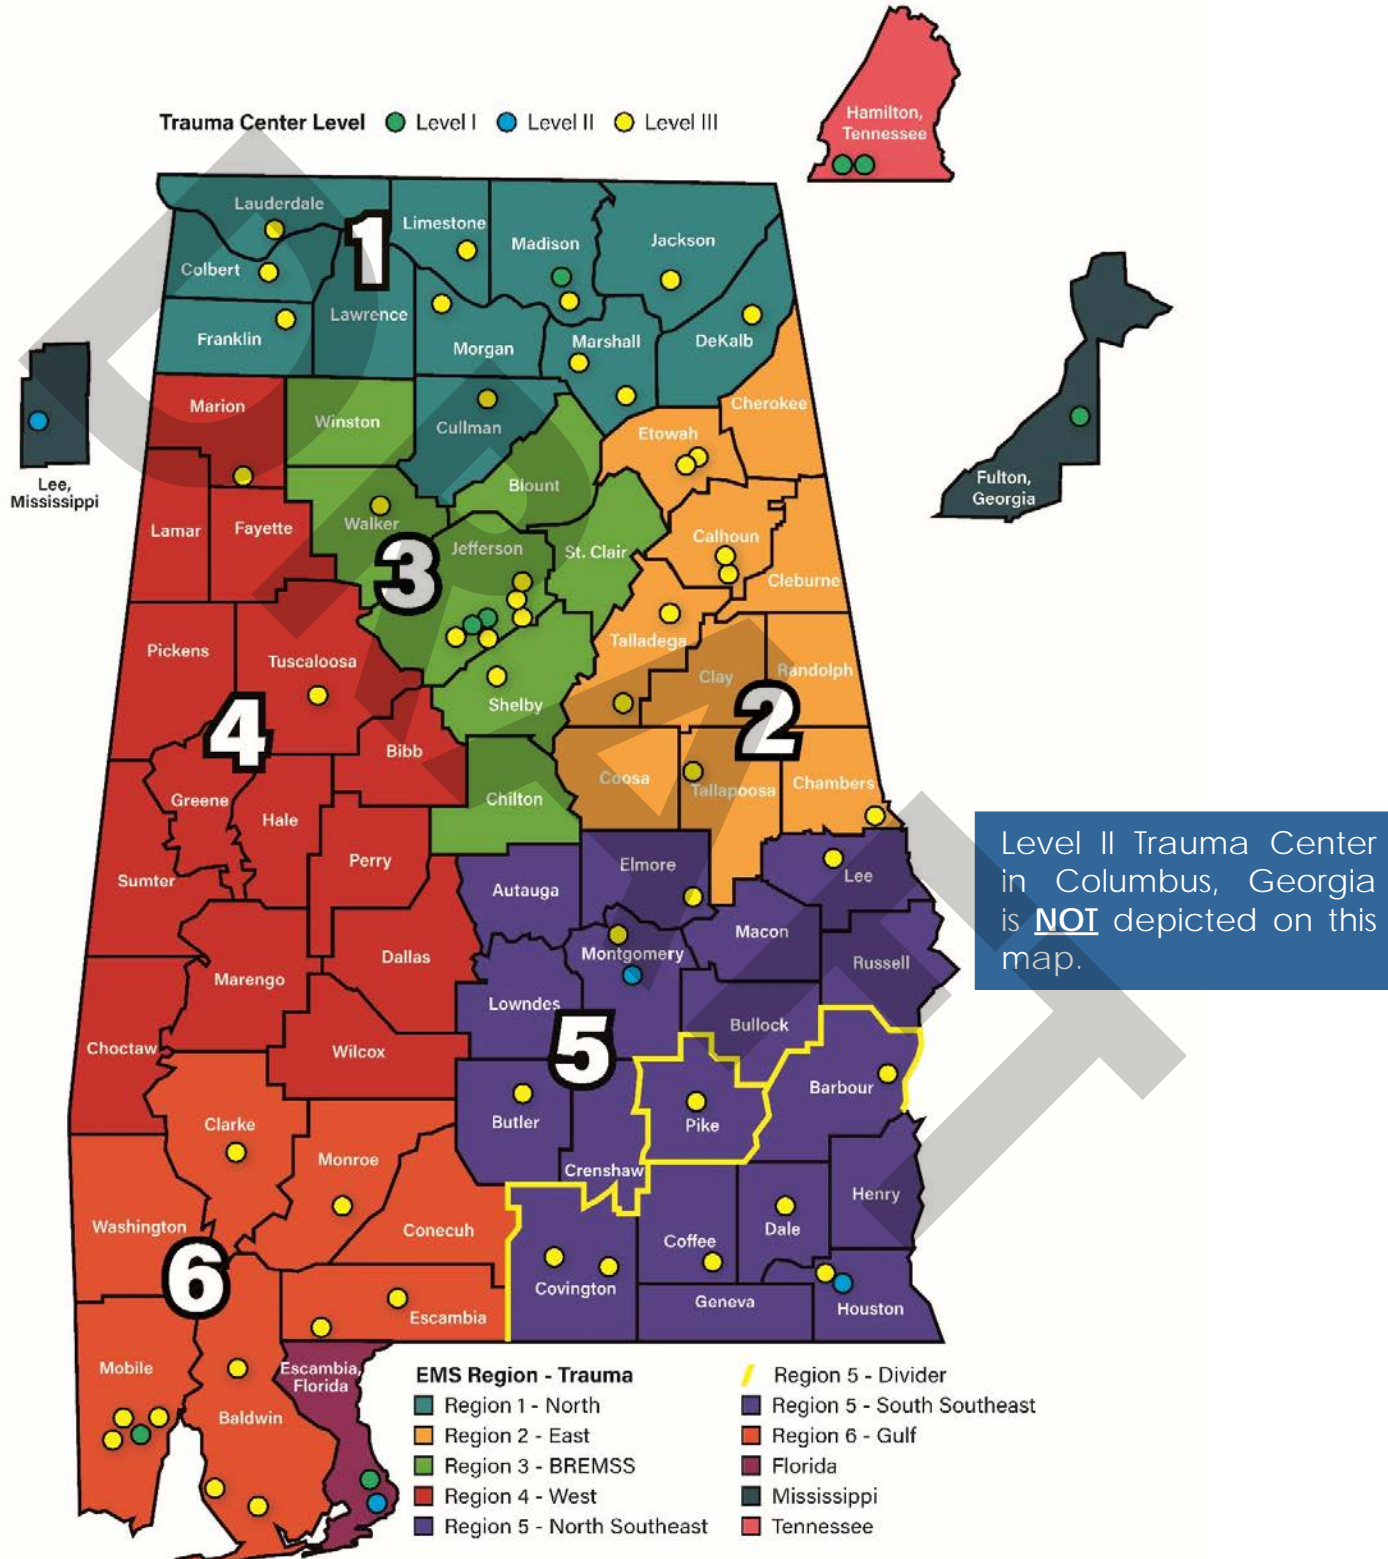 Hamilton,
Tennessee
Trauma Center Level Level I Level II Level III
Lauderdale
1
Limestone
Madison
Jackson
Colbert
Lawrence
Franklin
Morgan
Marshall
DeKalb
Marion
Winston
Cullman
Cherokee
Etowah
Lee,
Mississippi
Fulton,
Georgia
Blount
Lamar
Fayette
Walker
Jefferson
St. Clair
Calhoun
Cleburne
3
Pickens
Tuscaloosa
Talladega
Clay
Randolph
Shelby
4
2
Bibb
Greene
Hale
Chilton
Coosa
Tallapoosa
Chambers
Perry
Sumter
Autauga
Elmore
Lee
Level II Trauma Center
in Columbus, Georgia
is NOT depicted on this
map.
Macon
Dallas
Montgomery
Russell
Marengo
Lowndes
Bullock
Choctaw
Wilcox
5
Barbour
Clarke
Butler
Pike
Monroe
Crenshaw
Henry
Washington
Conecuh
Coffee
Dale
6
Covington
Geneva
Houston
Escambia
Mobile
Escambia,
Florida
Baldwin
EMS Region - Trauma
Region 1 - North
Region 2 - East
Region 3 - BREMSS
Region 4 - West
Region 5 - North Southeast
Region 5 - Divider
Region 5 - South Southeast
Region 6 - Gulf
Florida
Mississippi
Tennessee
DRAFT